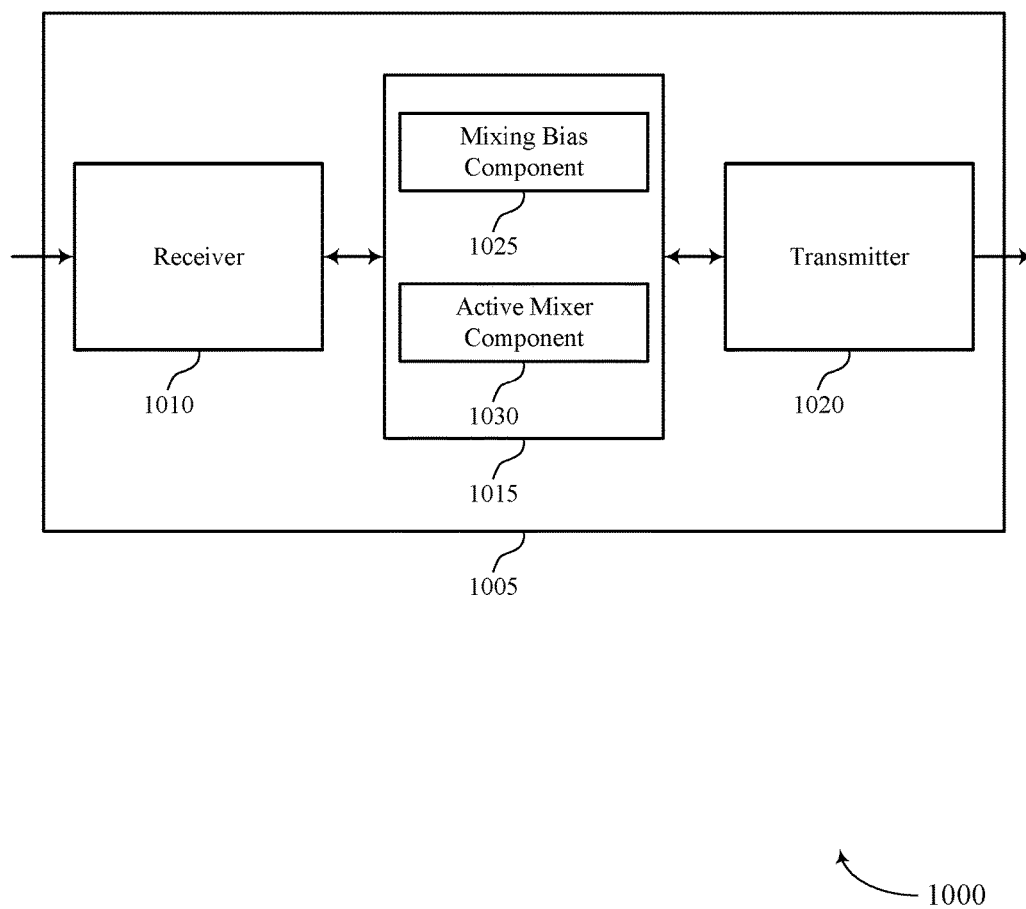 Mixing Bias
Component
1025
Receiver
Transmitter
Active Mixer
Component
1010
1030
1020
1015
1005
1000